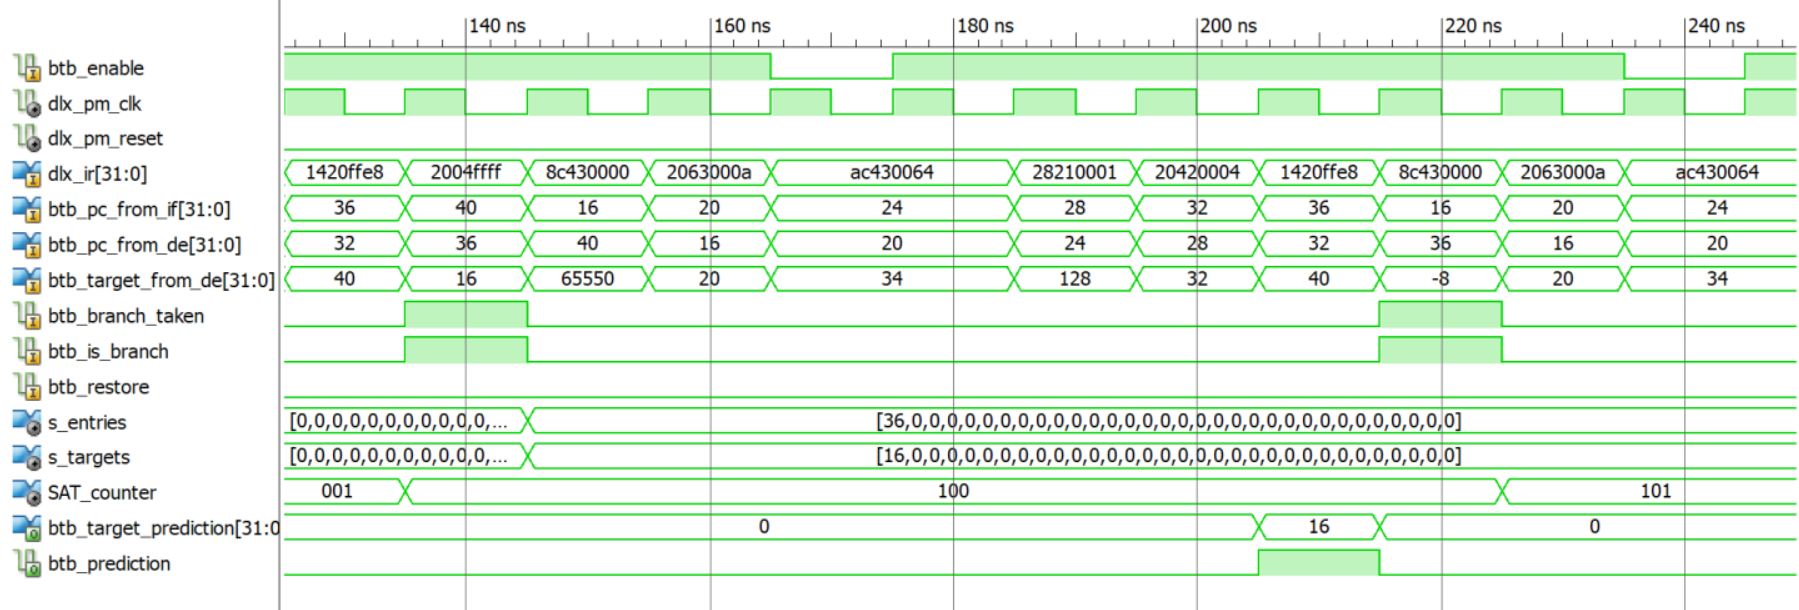 140 ns 160 ns 180 ns 200 ns 220 ns 240 ns
btb_enable
dlx_pm_clk
dlx_pm_reset
dlx_ir[31:0] 1420ffe8 2004ffff 8c430000 2063000a ac430064 28210001 20420004 1420ffe8 8c430000 2063000a ac430064
btb_pc_from_if[31:0] 36 40 16 20 24 28 32 36 16 20 24
btb_pc_from_de[31:0] 32 36 40 16 20 24 28 32 36 16 20
btb_target_from_de[31:0] 40 16 65550 20 34 128 32 40 -8 20 34
btb_branch_taken
btb_is_branch
btb_restore
s_entries [0,0,0,0,0,0,0,0,0,0,0,... [36,0,0,0,0,0,0,0,0,0,0,0,0,0,0,0,0,0,0,0,0,0,0,0,0,0,0,0,0,0,0,0]
s_targets [0,0,0,0,0,0,0,0,0,0,0,... [16,0,0,0,0,0,0,0,0,0,0,0,0,0,0,0,0,0,0,0,0,0,0,0,0,0,0,0,0,0,0,0]
SAT_counter 001 100 101
btb_target_prediction[31:0 0 16 0
btb_prediction